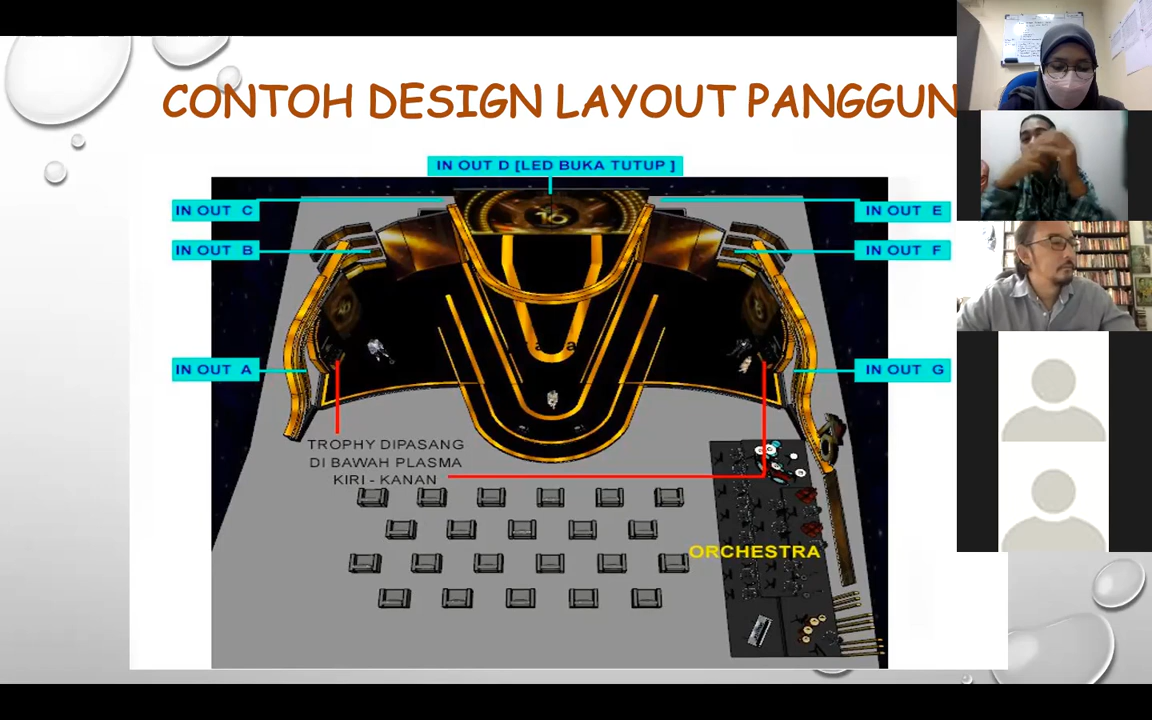 CONTOH DESIGN LAYOUT PANGGUN
IN OUT D [LED BUKA TUTUP ]
IN OUT C
IN OUT E
IN OUT B
IN OUT F
IN OUT A
IN OUT G
TROPHY DIPASANG
DI BAWAH PLASMA
KIRI - KANAN
ORCHESTRA